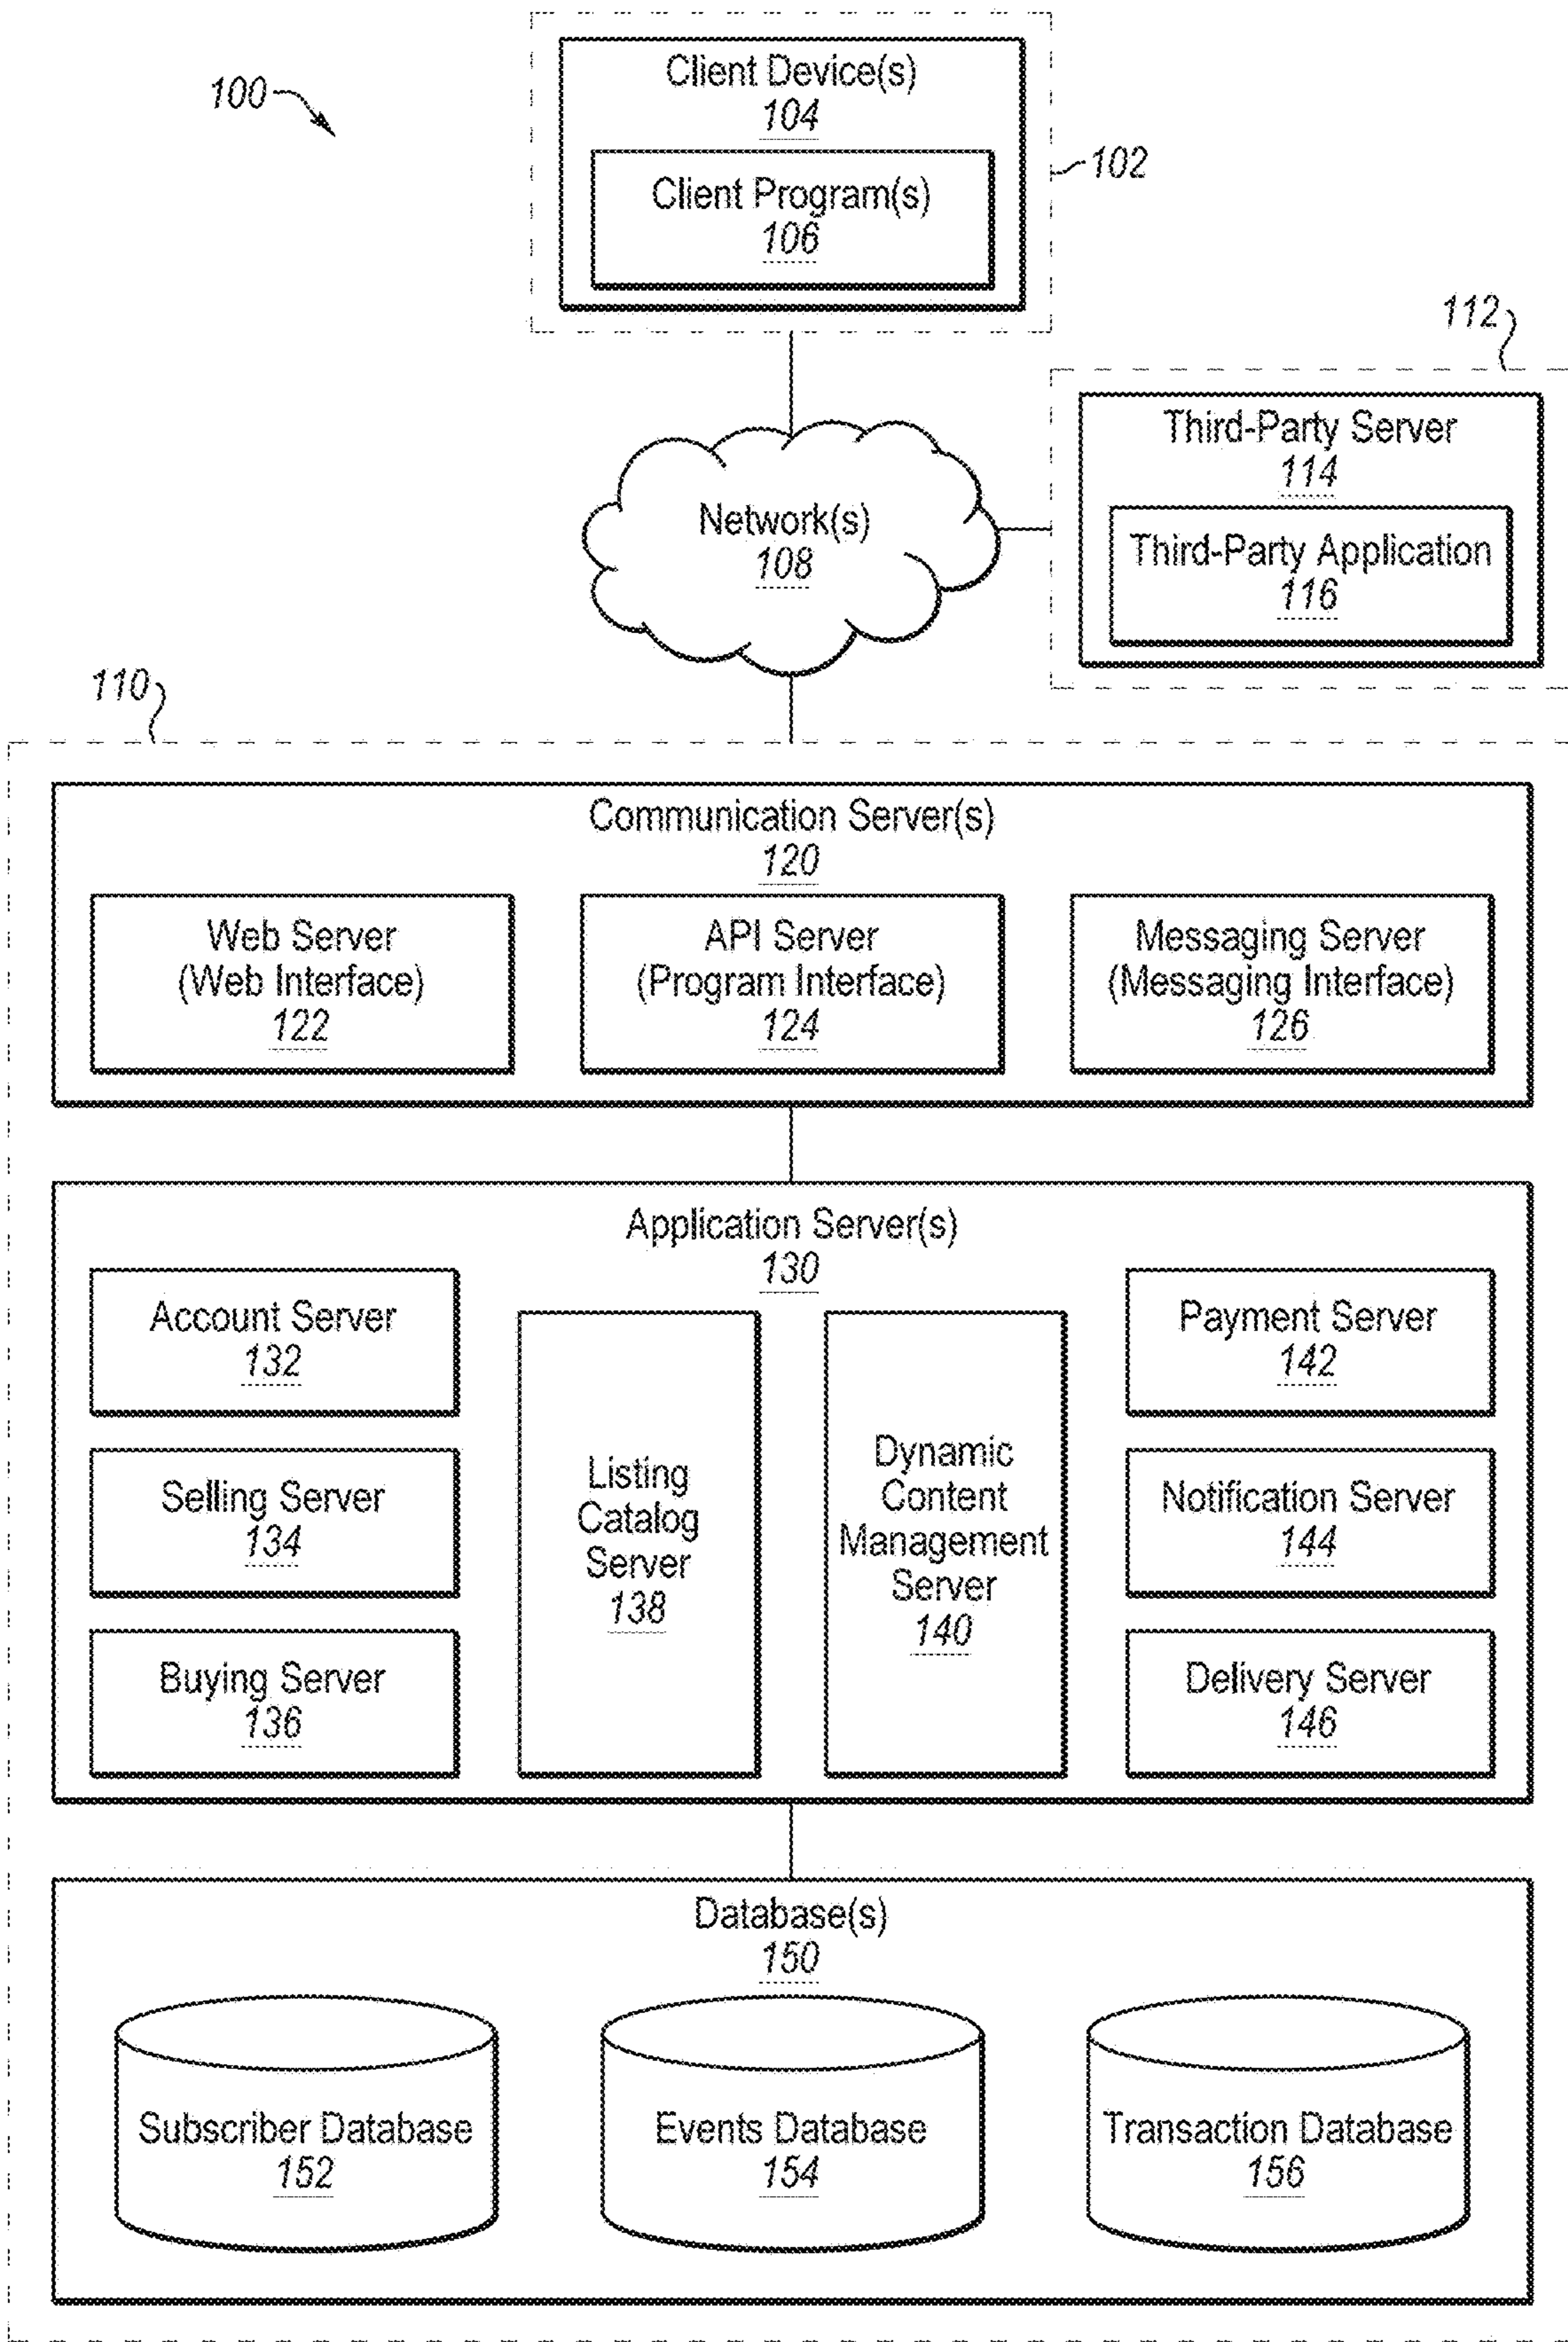 100
Client Device(s)
104
Client Program(s)
106
102
112
Third-Party Server
114
Third-Party Application
116
Network(s)
108
110
Communication Server(s)
120
Web Server
(Web Interface)
122
API Server
(Program Interface)
124
Messaging Server
(Messaging Interface)
126
Application Server(s)
130
Account Server
132
Selling Server
134
Buying Server
136
Listing
Catalog
Server
138
Dynamic
Content
Management
Server
140
Payment Server
142
Notification Server
144
Delivery Server
146
Database(s)
150
Subscriber Database
152
Events Database
154
Transaction Database
156